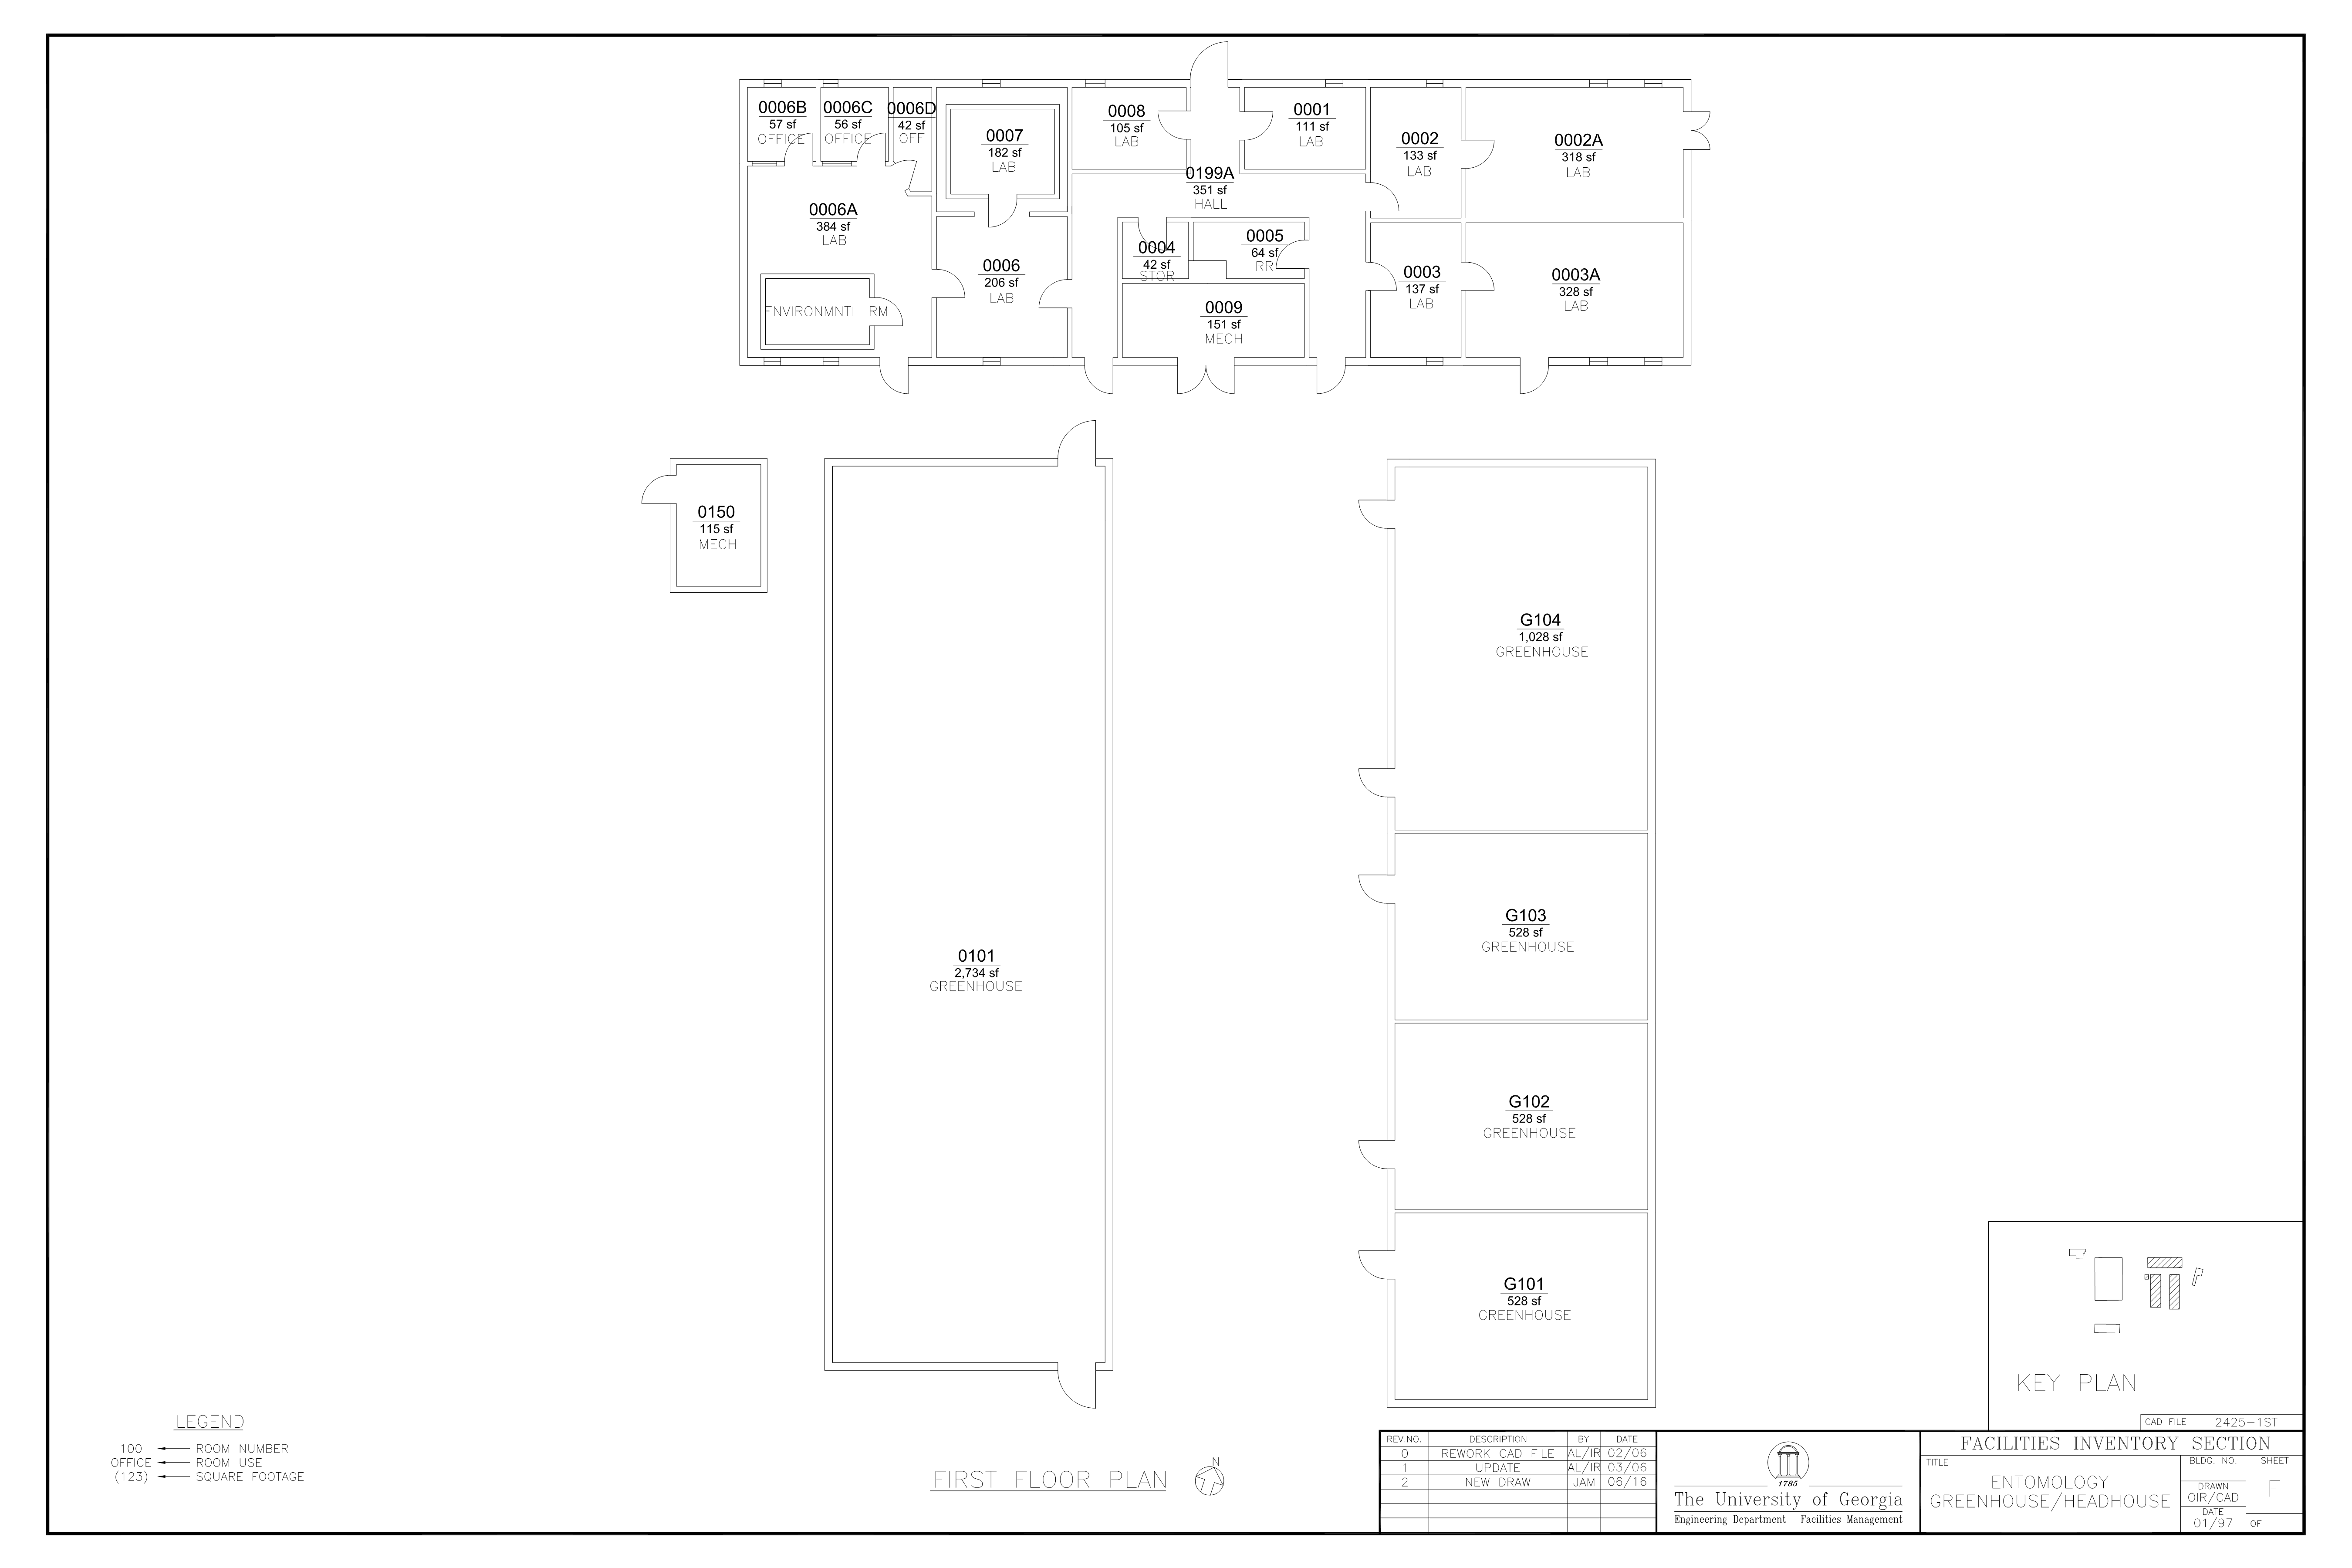 0006B
57 sf
OFFICE
0006C
56 sf
OFFICE
0006D
42 sf
OFF
0007
182 sf
LAB
0008
105 sf
LAB
0001
111 sf
LAB
0002
133 sf
LAB
0002A
318 sf
LAB
0199A
351 sf
HALL
0006A
384 sf
LAB
ENVIRONMNTL RM
0006
206 sf
LAB
0004
42 sf
STOR
0005
64 sf
RR
0009
151 sf
MECH
0003
137 sf
LAB
0003A
328 sf
LAB
0150
115 sf
MECH
0101
2,734 sf
GREENHOUSE
G104
1,028 sf
GREENHOUSE
G103
528 sf
GREENHOUSE
G102
528 sf
GREENHOUSE
G101
528 sf
GREENHOUSE
KEY PLAN
CAD FILE 2425-1ST
LEGEND
100 ROOM NUMBER
OFFICE ROOM USE
(123) SQUARE FOOTAGE
FIRST FLOOR PLAN
N
REV.NO. DESCRIPTION BY DATE
0 REWORK CAD FILE AL/IR 02/06
1 UPDATE AL/IR 03/06
2 NEW DRAW JAM 06/16
1785
The University of Georgia
Engineering Department Facilities Management
FACILITIES INVENTORY SECTION
TITLE
ENTOMOLOGY
GREENHOUSE/HEADHOUSE
BLDG. NO.
DRAWN
OIR/CAD
DATE
01/97
SHEET
F
OF